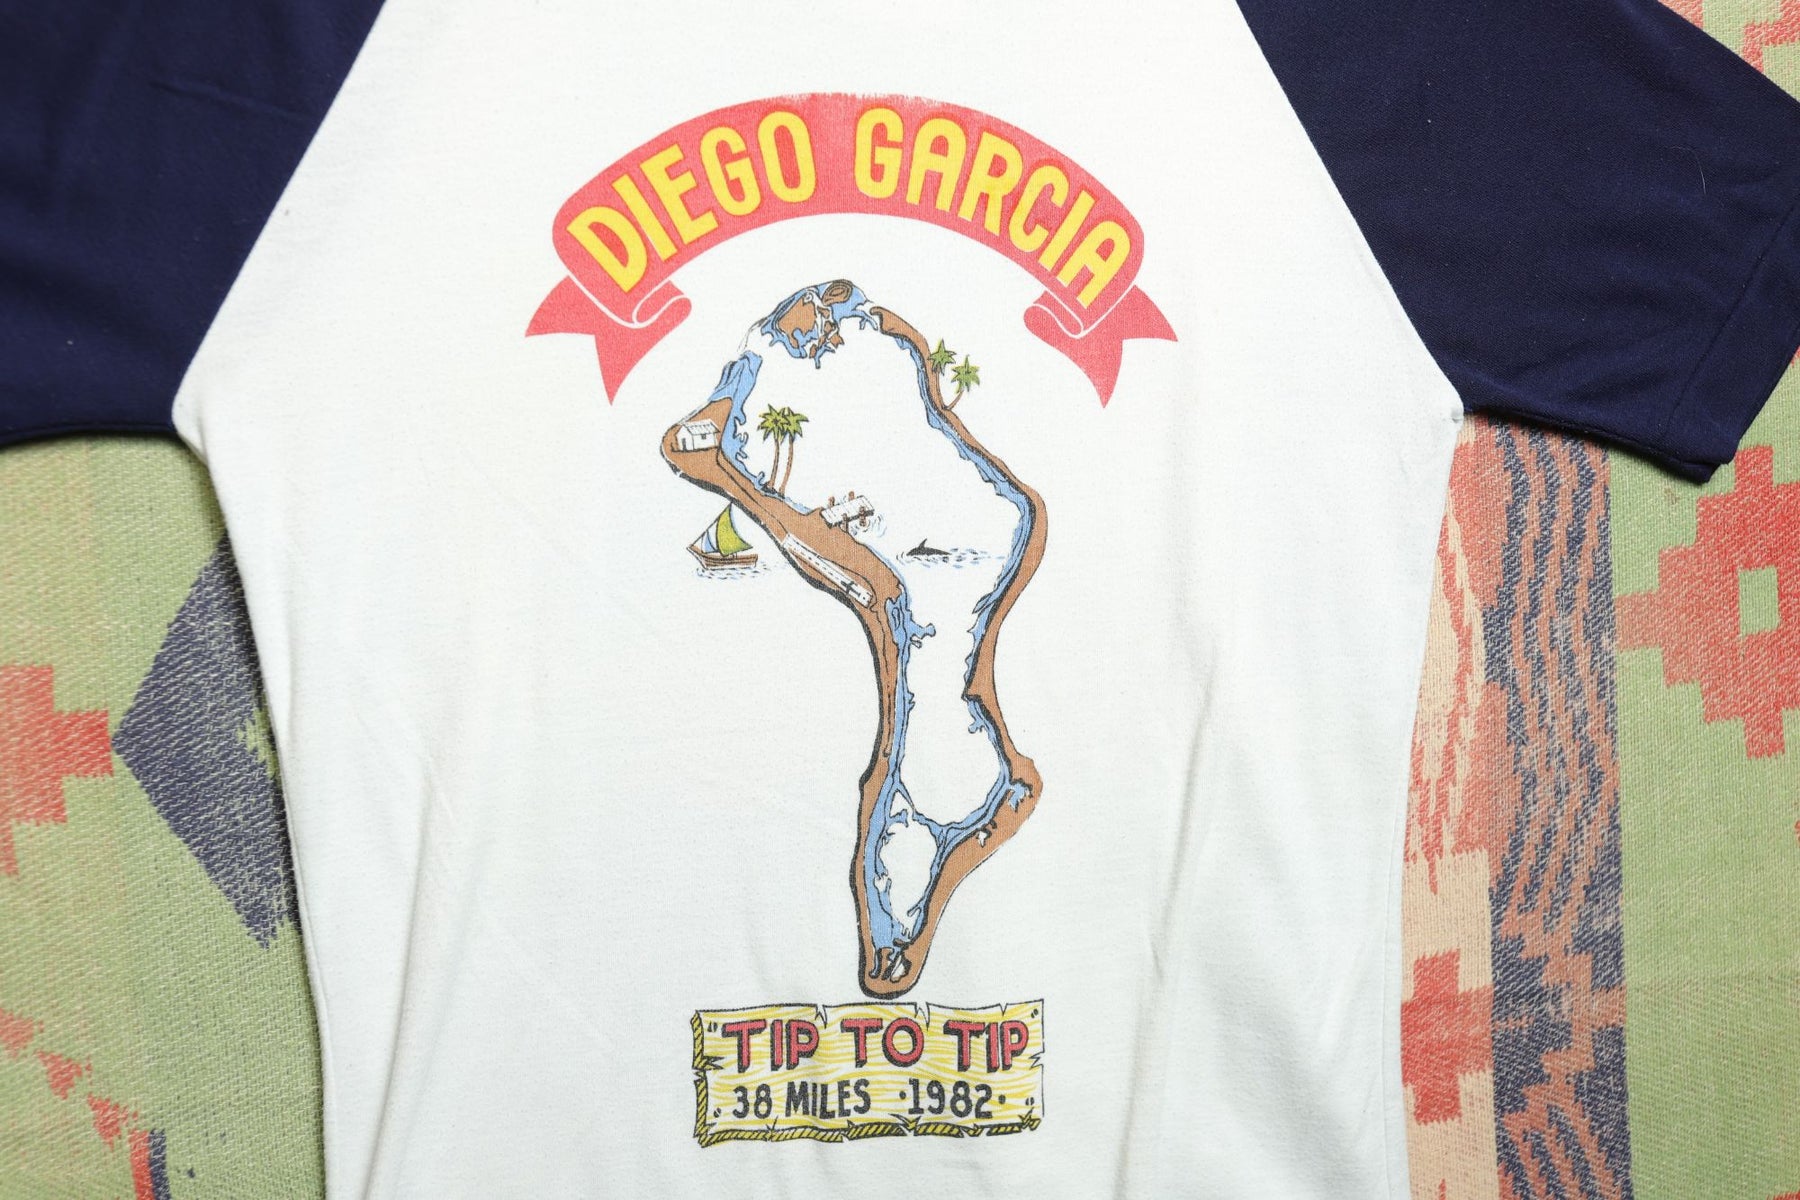 DIEGO GARCIA
"TIP TO TIP
38 MILES ·1982· "